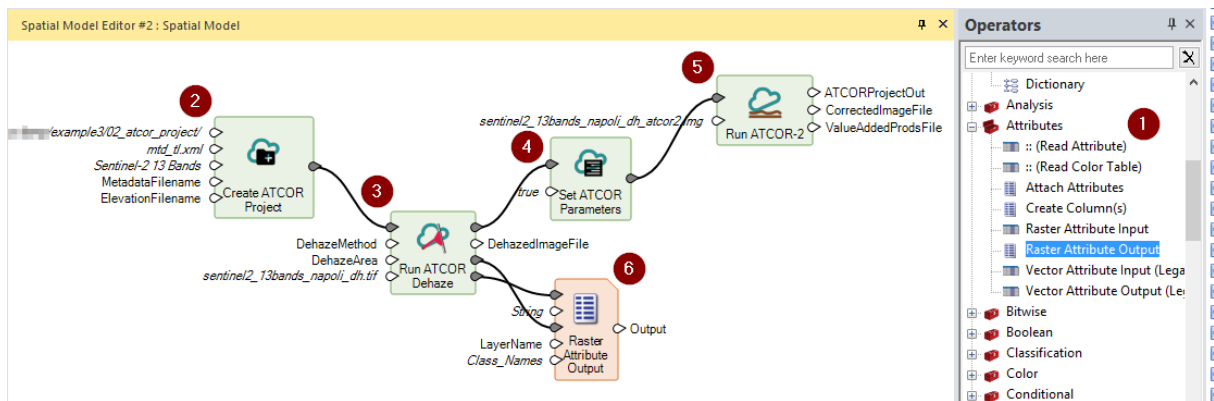 Spatial Model Editor #2 : Spatial Model
2
/example3/02_atcor_project/
mtd_tl.xml
Sentinel-2 13 Bands
MetadataFilename
ElevationFilename
Create ATCOR
Project
3
DehazeMethod
DehazeArea
sentinel2_13bands_napoli_dh.tif
Run ATCOR
Dehaze
DehazedImageFile
4
true
Set ATCOR
Parameters
5
sentinel2_13bands_napoli_dh_atcor2.img
Run ATCOR-2
ATCORProjectOut
CorrectedImageFile
ValueAddedProdsFile
6
String
LayerName
Class_Names
Raster
Attribute
Output
Output
Operators
Enter keyword search here
Dictionary
Analysis
Attributes
1
:: (Read Attribute)
:: (Read Color Table)
Attach Attributes
Create Column(s)
Raster Attribute Input
Raster Attribute Output
Vector Attribute Input (Lega
Vector Attribute Output (Le
Bitwise
Boolean
Classification
Color
Conditional